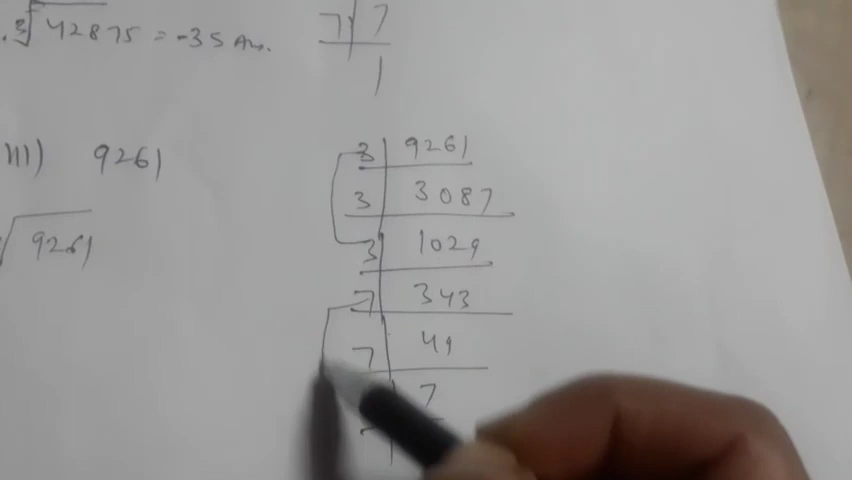 . ∛42875 = -35 Ans.
7 | 7
1
III) 9261
√9261
3 | 9261
3 | 3087
3 | 1029
7 | 343
7 | 49
7